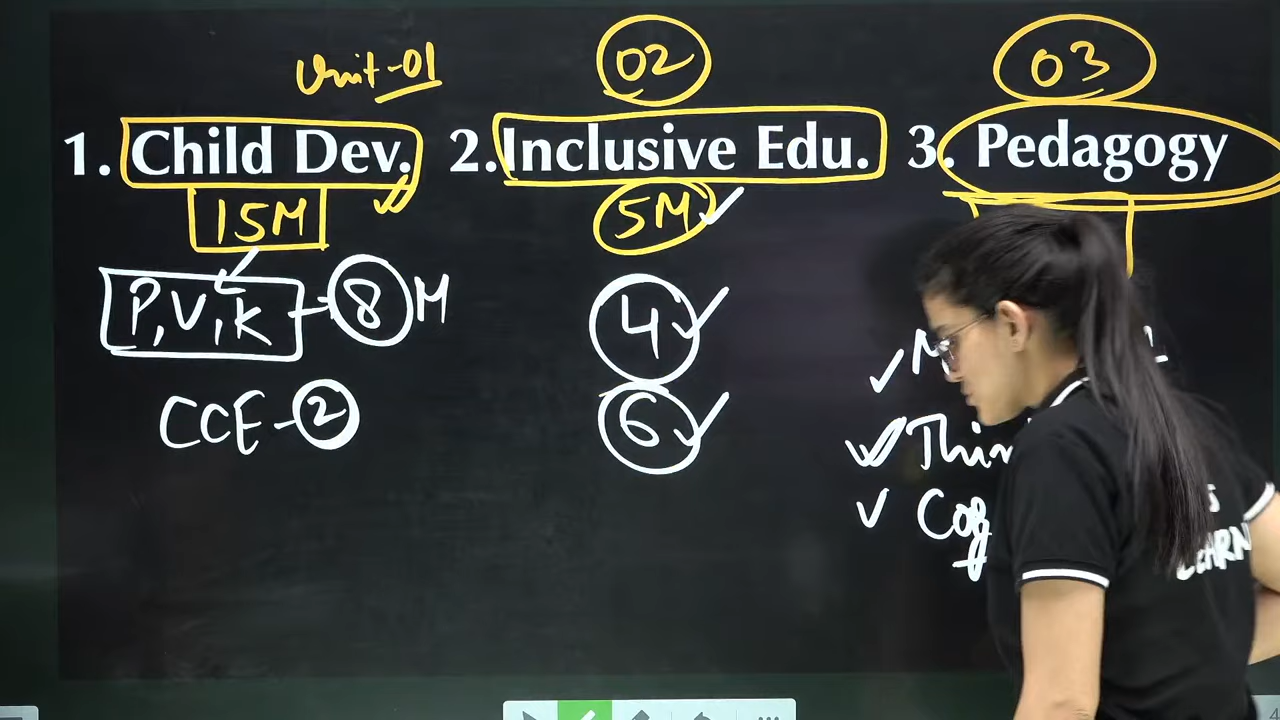 Unit-01
02
03
1. Child Dev.
2. Inclusive Edu.
3. Pedagogy
15M
5M
P, V, K - 8 M
4
6
CCE - 2